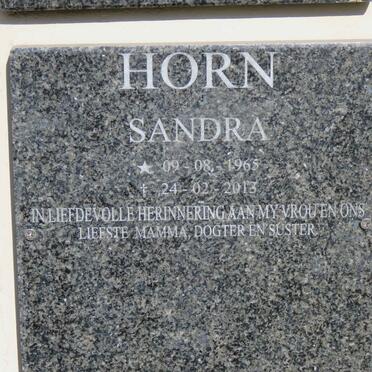 HORN
SANDRA
★ 09-08-1965
† 24-02-2013
IN LIEFDEVOLLE HERINNERING AAN MY VROU EN ONS
LIEFSTE MAMMA, DOGTER EN SUSTER